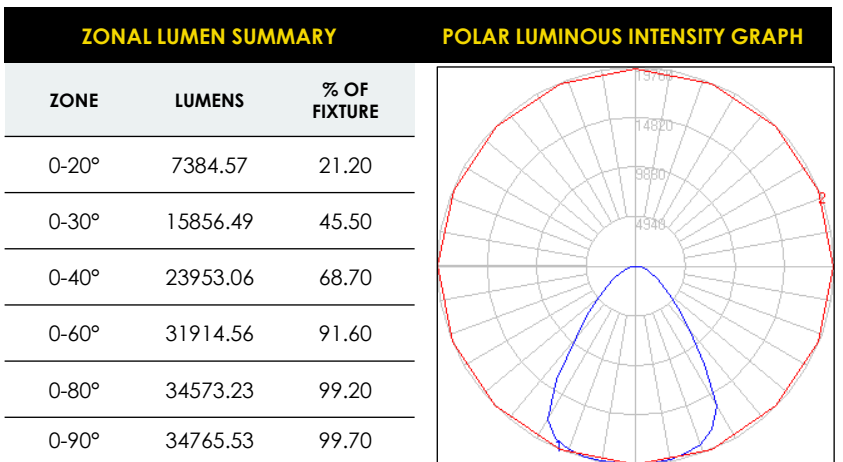 ZONAL LUMEN SUMMARY
POLAR LUMINOUS INTENSITY GRAPH
ZONE LUMENS % OF FIXTURE
0-20° 7384.57 21.20
0-30° 15856.49 45.50
0-40° 23953.06 68.70
0-60° 31914.56 91.60
0-80° 34573.23 99.20
0-90° 34765.53 99.70
19760
14820
9880
4940
2
1